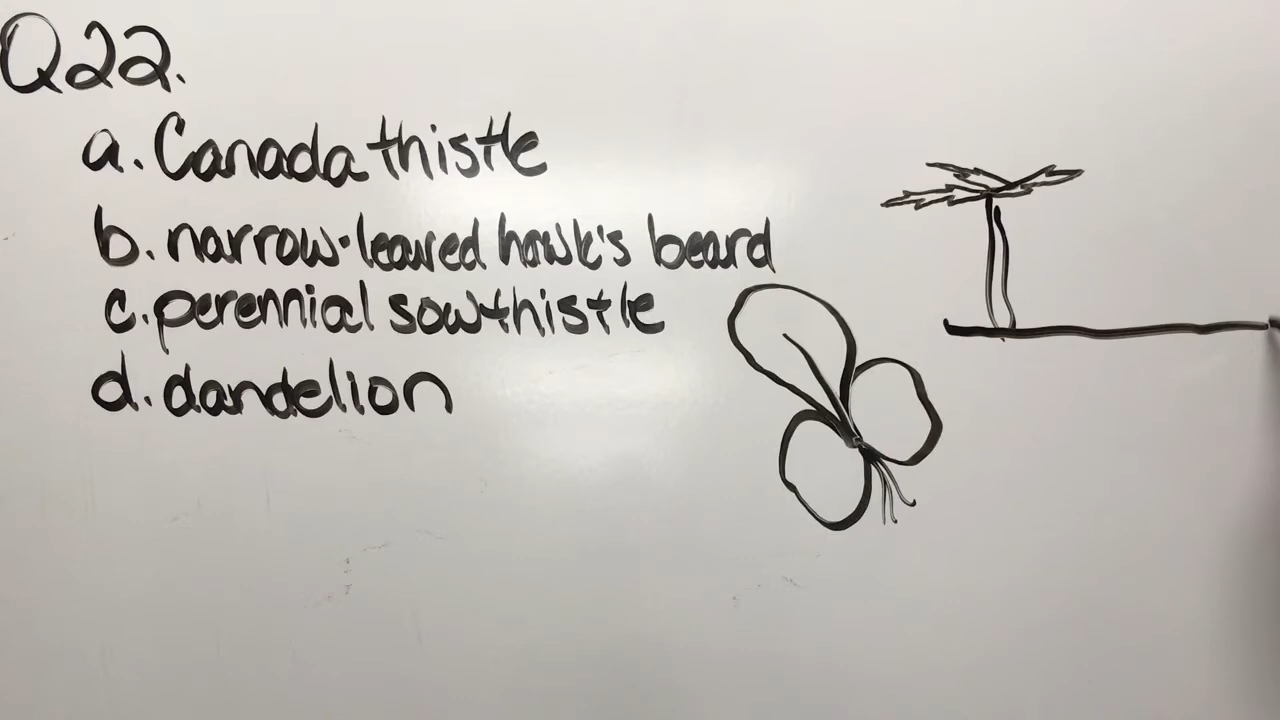 Q22.
a. Canada thistle
b. narrow-leaved hawk's beard
c. perennial sowthistle
d. dandelion